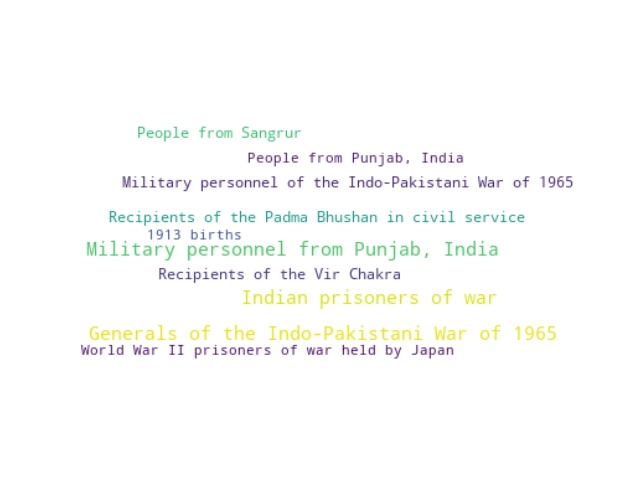 People from Sangrur
People from Punjab, India
Military personnel of the Indo-Pakistani War of 1965
Recipients of the Padma Bhushan in civil service
1913 births
Military personnel from Punjab, India
Recipients of the Vir Chakra
Indian prisoners of war
Generals of the Indo-Pakistani War of 1965
World War II prisoners of war held by Japan